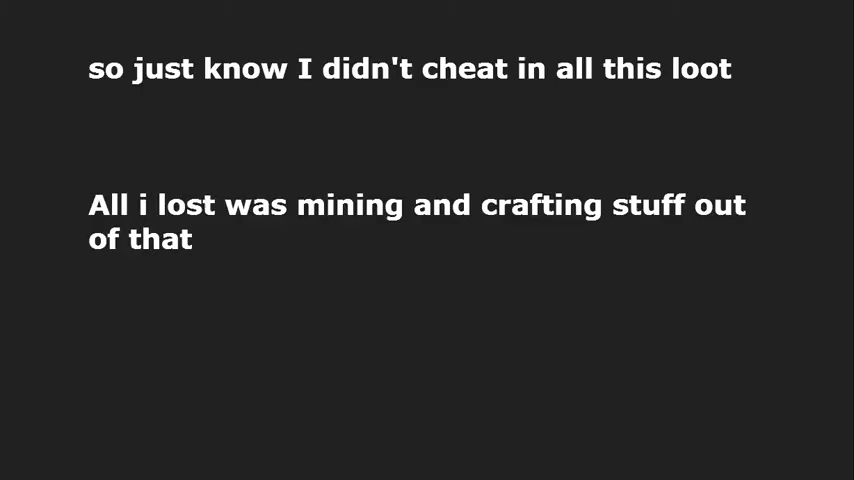 so just know I didn't cheat in all this loot
All i lost was mining and crafting stuff out
of that